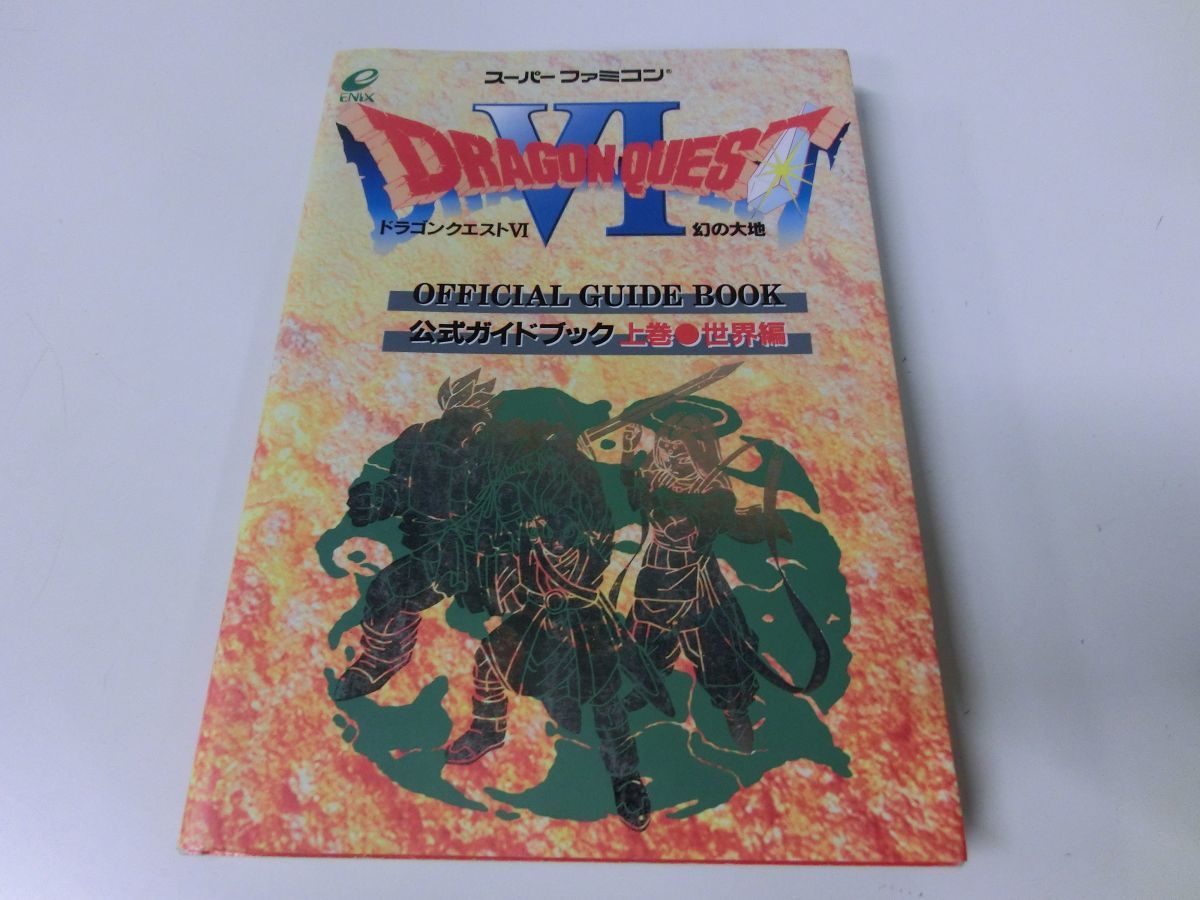 スーパーファミコン®
ENIX
VI
DRAGON QUEST
ドラゴンクエストVI 幻の大地
OFFICIAL GUIDE BOOK
公式ガイドブック 上巻●世界編